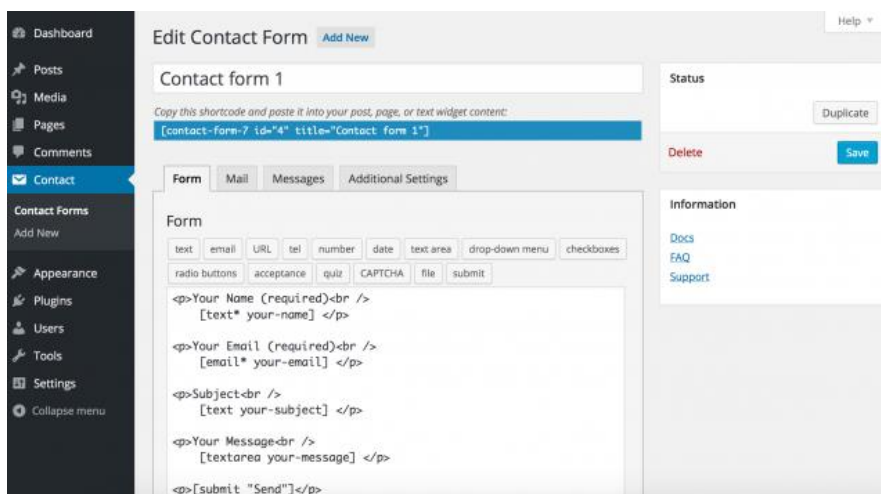 Help
Dashboard
Posts
Media
Pages
Comments
Contact
Contact Forms
Add New
Appearance
Plugins
Users
Tools
Settings
Collapse menu
Edit Contact Form Add New
Contact form 1
Copy this shortcode and paste it into your post, page, or text widget content:
[contact-form-7 id="4" title="Contact form 1"]
Form Mail Messages Additional Settings
Form
text email URL tel number date text area drop-down menu checkboxes
radio buttons acceptance quiz CAPTCHA file submit
<p>Your Name (required)<br />
[text* your-name] </p>
<p>Your Email (required)<br />
[email* your-email] </p>
<p>Subject<br />
[text your-subject] </p>
<p>Your Message<br />
[textarea your-message] </p>
<p>[submit "Send"]</p>
Status
Duplicate
Delete Save
Information
Docs
FAQ
Support